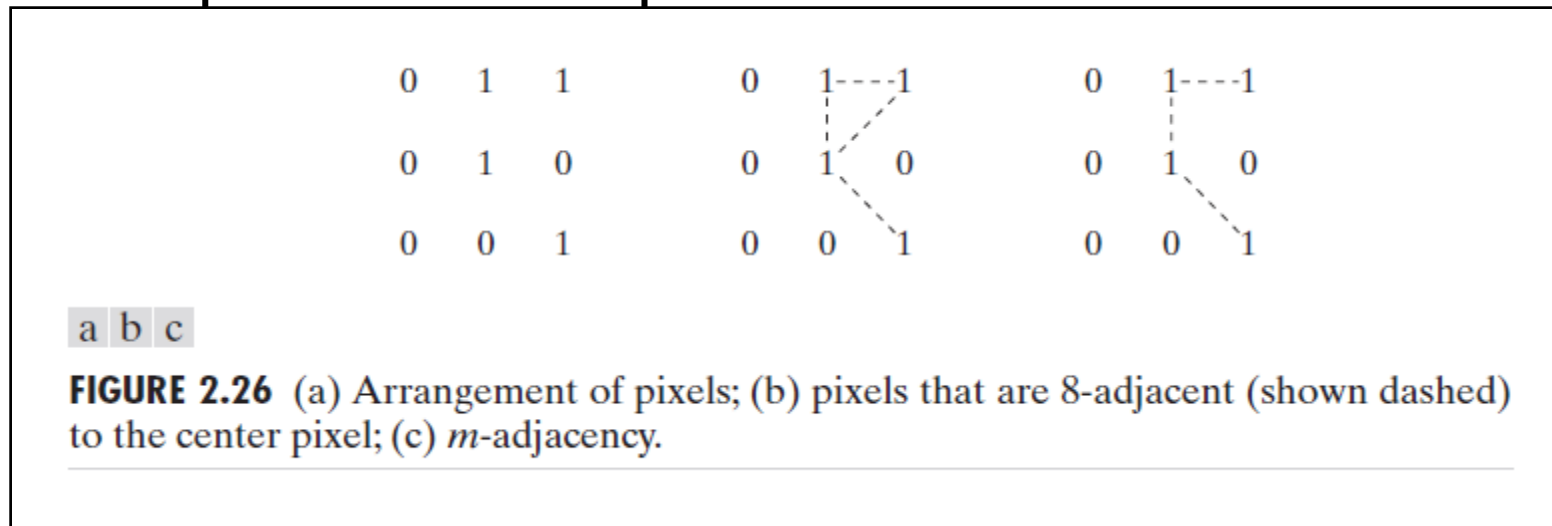 0 1 1 0 1 1 0 1 1
0 1 0 0 1 0 0 1 0
0 0 1 0 0 1 0 0 1
a b c
FIGURE 2.26 (a) Arrangement of pixels; (b) pixels that are 8-adjacent (shown dashed)
to the center pixel; (c) m-adjacency.